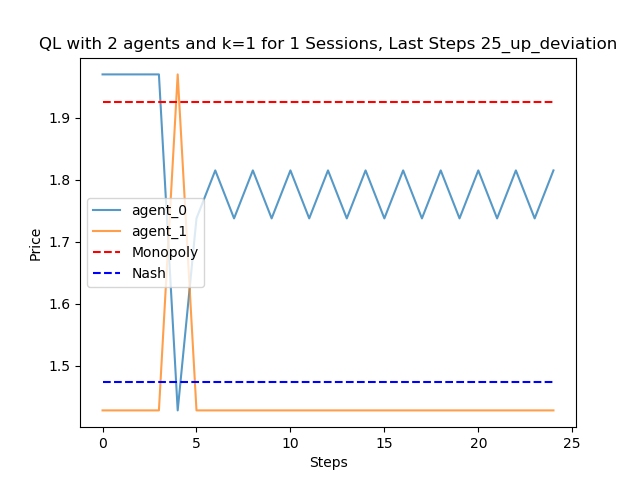 QL with 2 agents and k=1 for 1 Sessions, Last Steps 25_up_deviation
1.9
1.8
1.7
1.6
1.5
Price
agent_0
agent_1
Monopoly
Nash
0
5
10
15
20
25
Steps